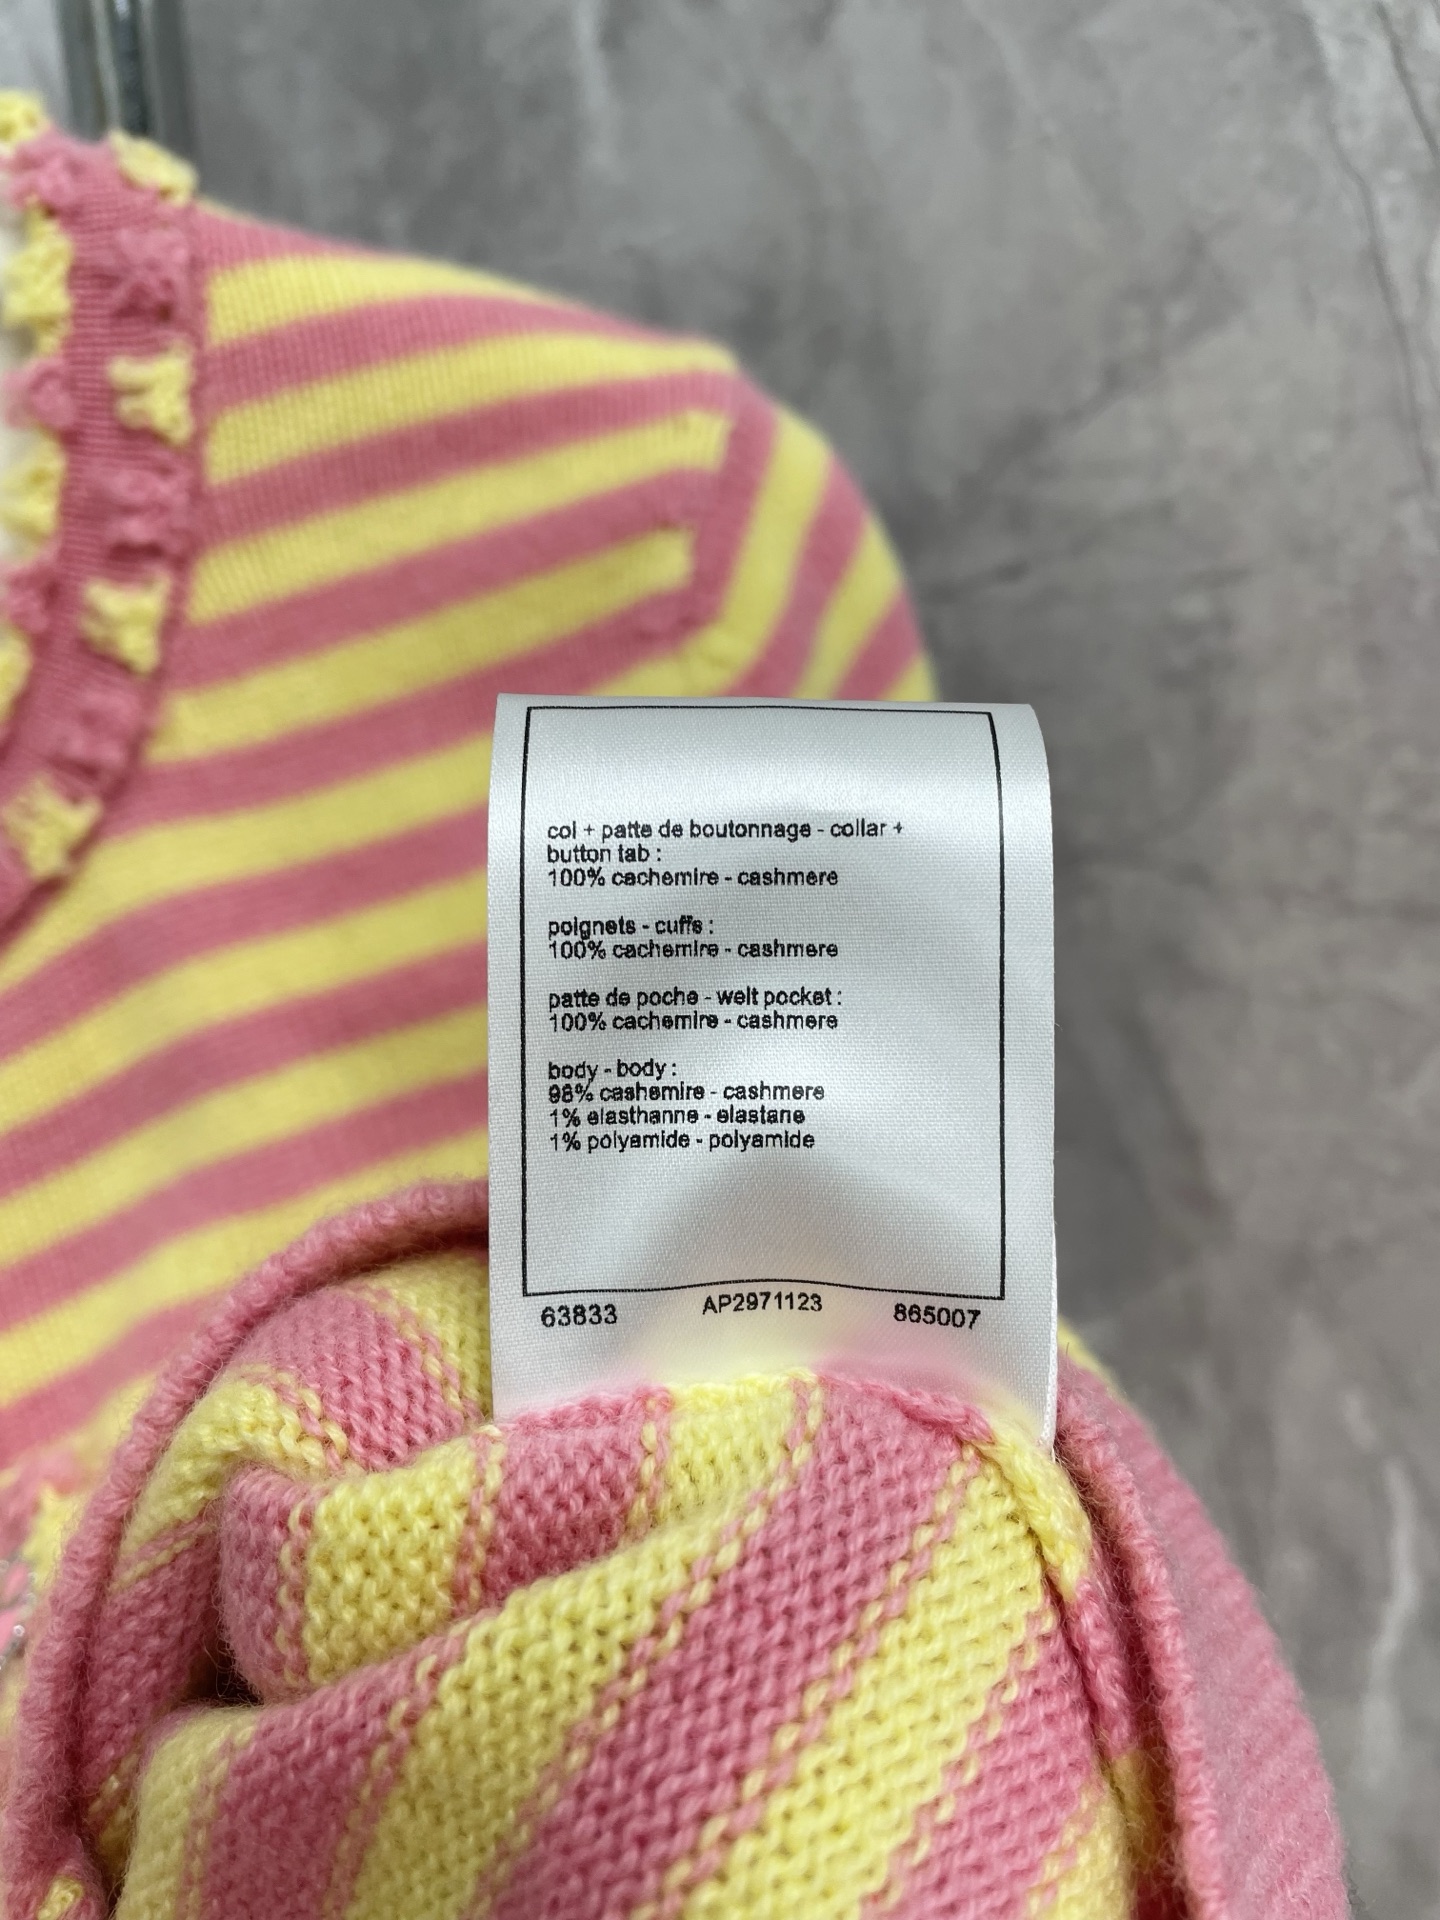 col + patte de boutonnage - collar +
button tab :
100% cachemire - cashmere
poignets - cuffs :
100% cachemire - cashmere
patte de poche - welt pocket :
100% cachemire - cashmere
body - body :
98% cashemire - cashmere
1% elasthanne - elastane
1% polyamide - polyamide
63833 AP2971123 865007